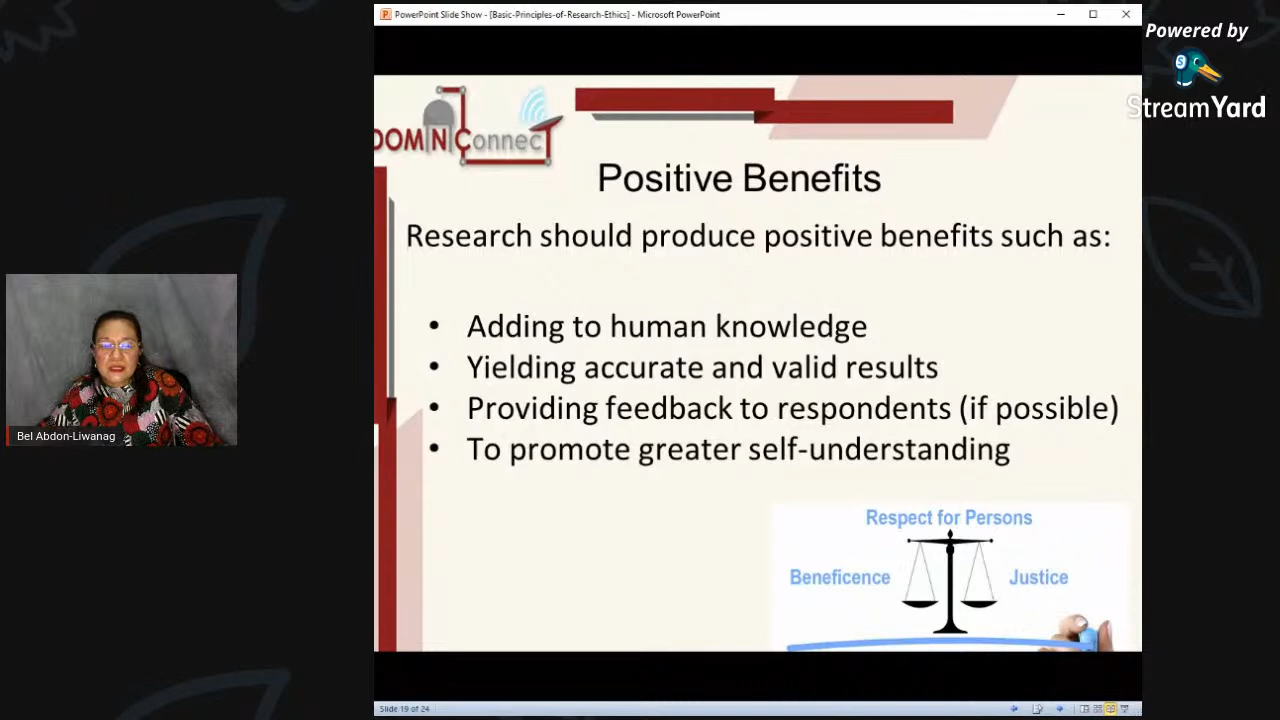 PowerPoint Slide Show - [Basic-Principles-of-Research-Ethics] - Microsoft PowerPoint
Powered by
StreamYard
DOMINConnecT
Positive Benefits
Research should produce positive benefits such as:
• Adding to human knowledge
• Yielding accurate and valid results
• Providing feedback to respondents (if possible)
• To promote greater self-understanding
Bel Abdon-Liwanag
Respect for Persons
Beneficence
Justice
Slide 19 of 24